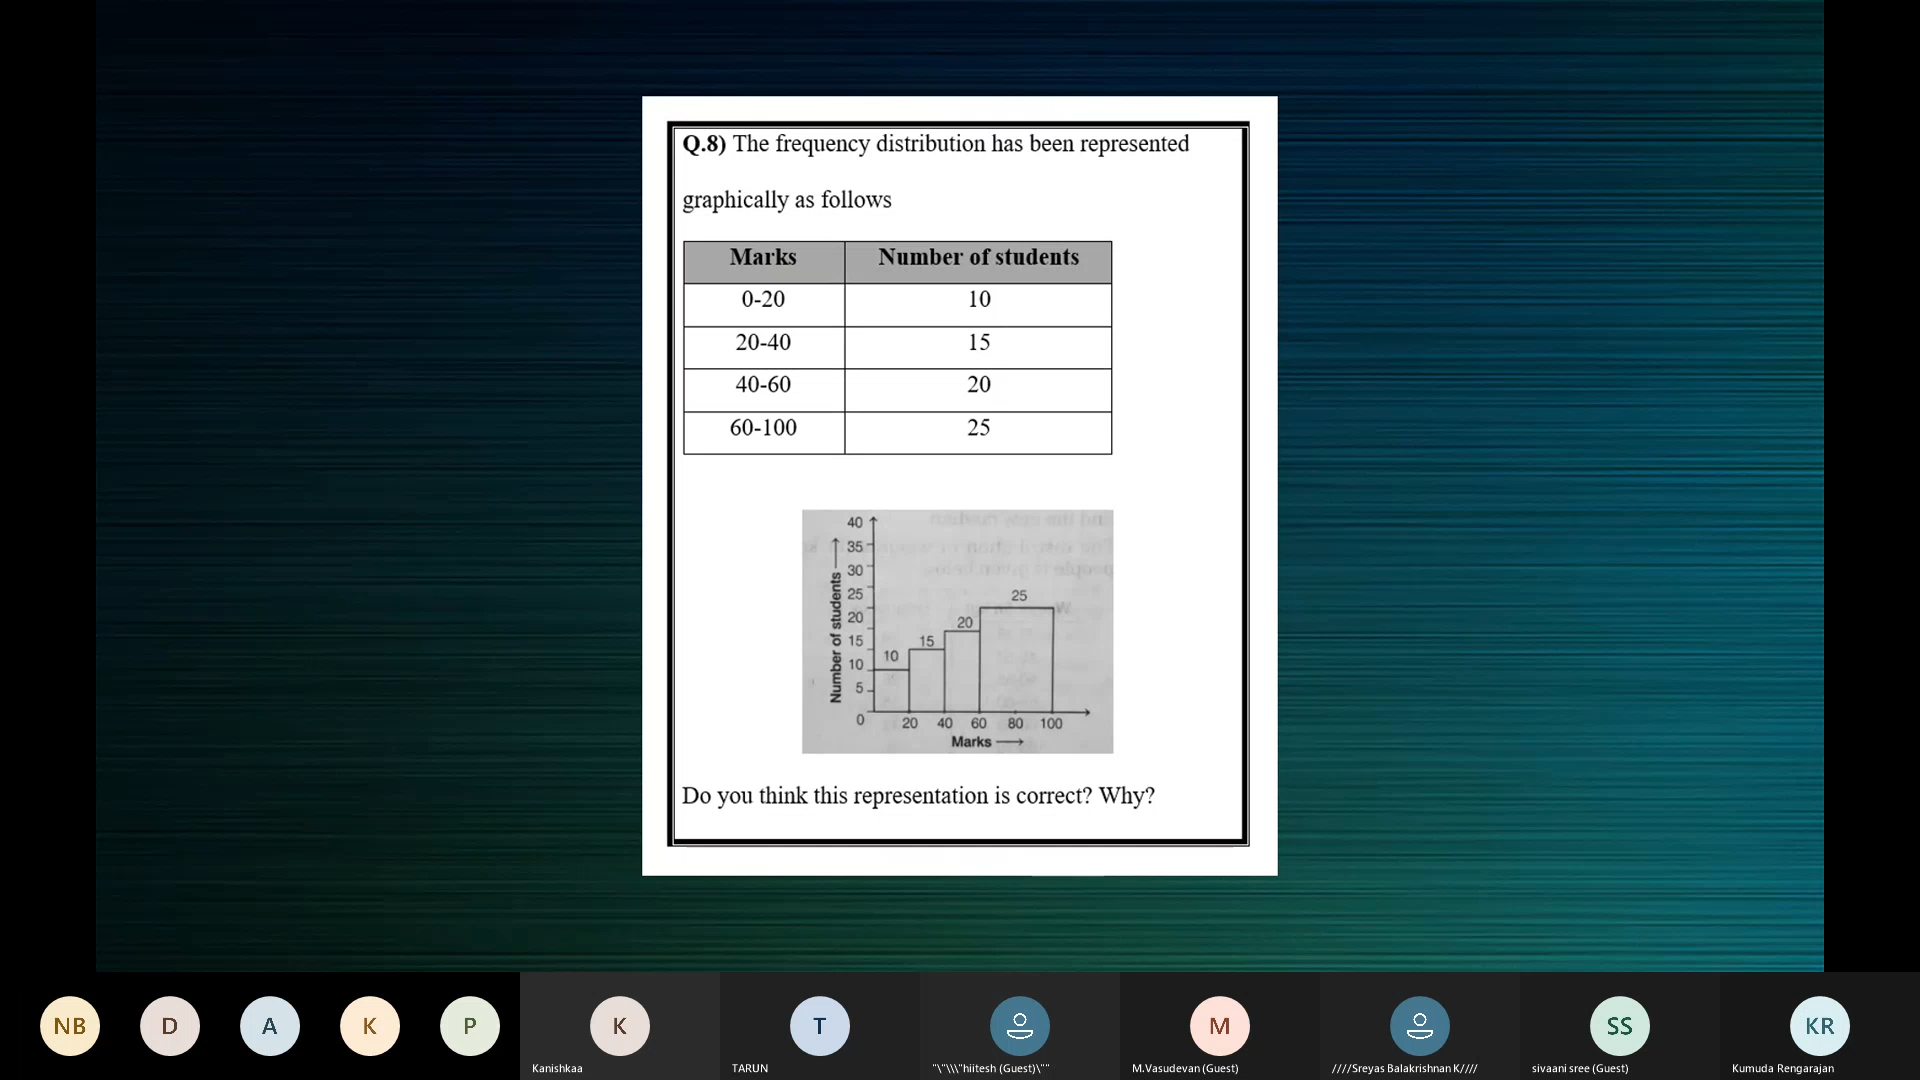 Q.8) The frequency distribution has been represented
graphically as follows
Marks Number of students
0-20 10
20-40 15
40-60 20
60-100 25
40
35
30
25
20
15
10
5
0
Number of students
10
15
20
25
20 40 60 80 100
Marks
Do you think this representation is correct? Why?
NB D A K P K T M SS KR
Kanishkaa TARUN "\"\\\"hiitesh (Guest)\"" M.Vasudevan (Guest) ////Sreyas Balakrishnan K//// sivaani sree (Guest) Kumuda Rengarajan